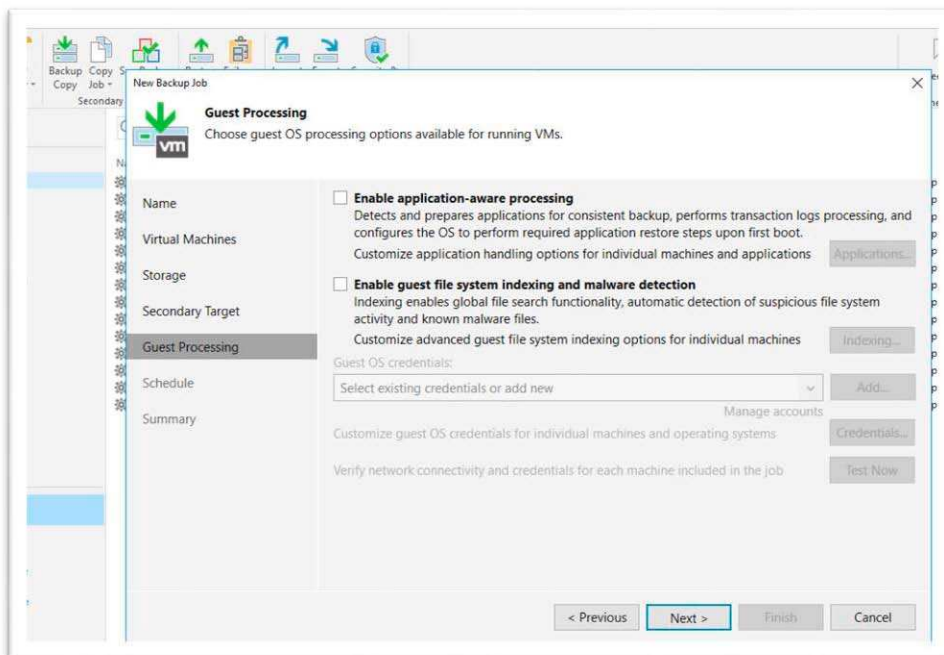 Backup Copy
Copy Job
Secondary
New Backup Job
Guest Processing
Choose guest OS processing options available for running VMs.
vm
Name
Virtual Machines
Storage
Secondary Target
Guest Processing
Schedule
Summary
Enable application-aware processing
Detects and prepares applications for consistent backup, performs transaction logs processing, and
configures the OS to perform required application restore steps upon first boot.
Customize application handling options for individual machines and applications
Applications...
Enable guest file system indexing and malware detection
Indexing enables global file search functionality, automatic detection of suspicious file system
activity and known malware files.
Customize advanced guest file system indexing options for individual machines
Indexing...
Guest OS credentials:
Select existing credentials or add new
Add...
Manage accounts
Customize guest OS credentials for individual machines and operating systems
Credentials...
Verify network connectivity and credentials for each machine included in the job
Test Now
< Previous
Next >
Finish
Cancel